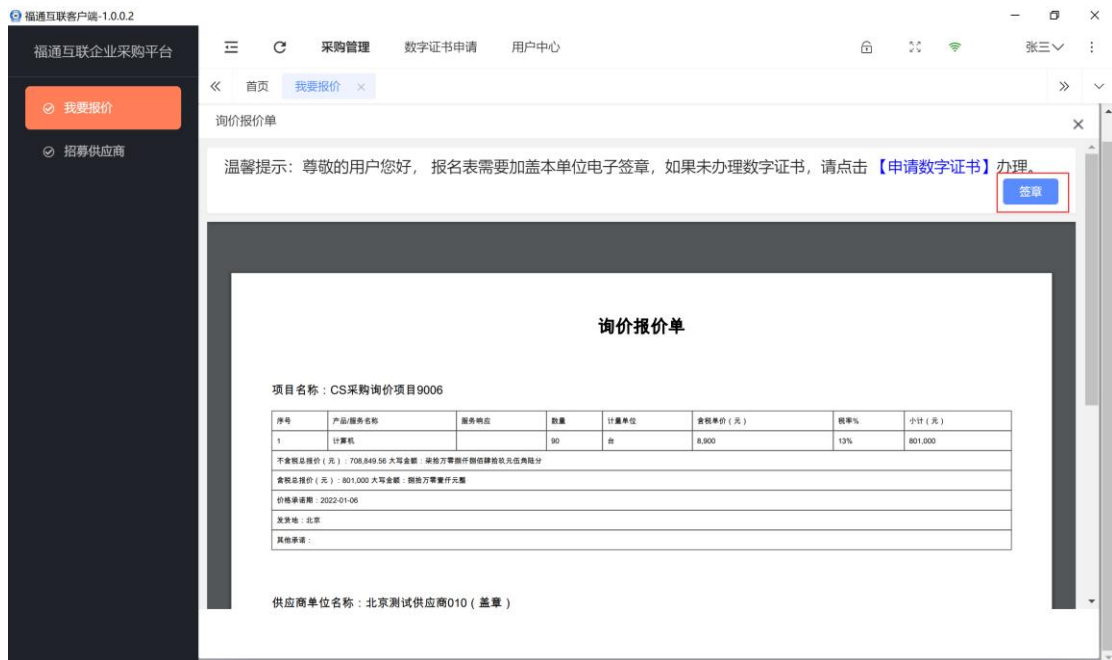 福通互联客户端-1.0.0.2
福通互联企业采购平台
采购管理 数字证书申请 用户中心 张三
首页 我要报价
我要报价
招募供应商
询价报价单
温馨提示：尊敬的用户您好， 报名表需要加盖本单位电子签章，如果未办理数字证书，请点击 【申请数字证书】办理。
签章
询价报价单
项目名称：CS采购询价项目9006
序号 产品/服务名称 服务响应 数量 计量单位 含税单价（元） 税率% 小计（元）
1 计算机 90 台 8,900 13% 801,000
不含税总报价（元）：708,849.56 大写金额：柒拾万零捌仟捌佰肆拾玖元伍角陆分
含税总报价（元）：801,000 大写金额：捌拾万零壹仟元整
价格承诺期：2022-01-06
发货地：北京
其他承诺：
供应商单位名称：北京测试供应商010（盖章）